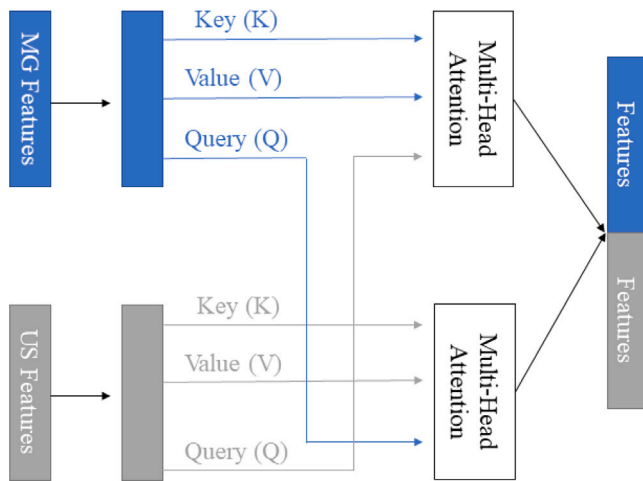 MG Features
Key (K)
Value (V)
Query (Q)
Multi-Head
Attention
Features
US Features
Key (K)
Value (V)
Query (Q)
Multi-Head
Attention
Features